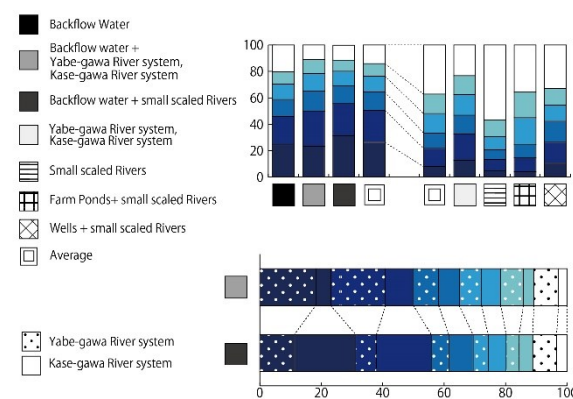 Backflow Water
Backflow water +
Yabe-gawa River system,
Kase-gawa River system
Backflow water + small scaled Rivers
Yabe-gawa River system,
Kase-gawa River system
Small scaled Rivers
Farm Ponds+ small scaled Rivers
Wells + small scaled Rivers
Average
100
80
60
40
20
0
Yabe-gawa River system
Kase-gawa River system
0 20 40 60 80 100